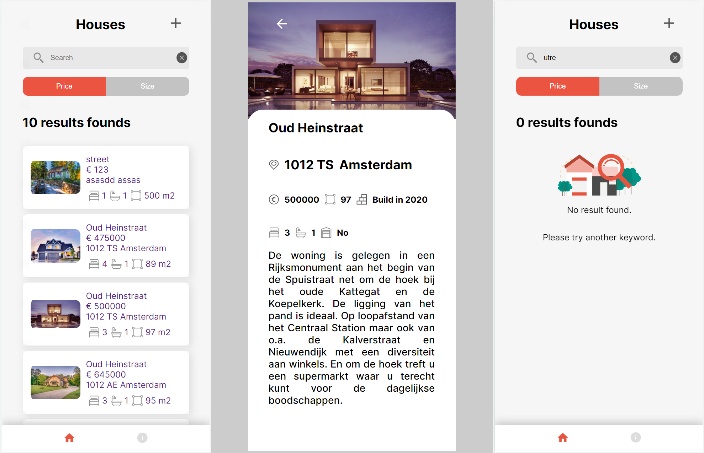 Houses
+
Search
Price Size
10 results founds
street
€ 123
asasdd assas
1 1 500 m2
Oud Heinstraat
€ 475000
1012 TS Amsterdam
4 1 89 m2
Oud Heinstraat
€ 500000
1012 TS Amsterdam
3 1 97 m2
Oud Heinstraat
€ 645000
1012 AE Amsterdam
3 1 95 m2
Oud Heinstraat
1012 TS Amsterdam
500000 97 Build in 2020
3 1 No
De woning is gelegen in een
Rijksmonument aan het begin van
de Spuistraat net om de hoek bij
het oude Kattegat en de
Koepelkerk. De ligging van het
pand is ideaal. Op loopafstand van
het Centraal Station maar ook van
o.a. de Kalverstraat en
Nieuwendijk met een diversiteit
aan winkels. En om de hoek treft u
een supermarkt waar u terecht
kunt voor de dagelijkse
boodschappen.
Houses
+
utre
Price Size
0 results founds
No result found.
Please try another keyword.